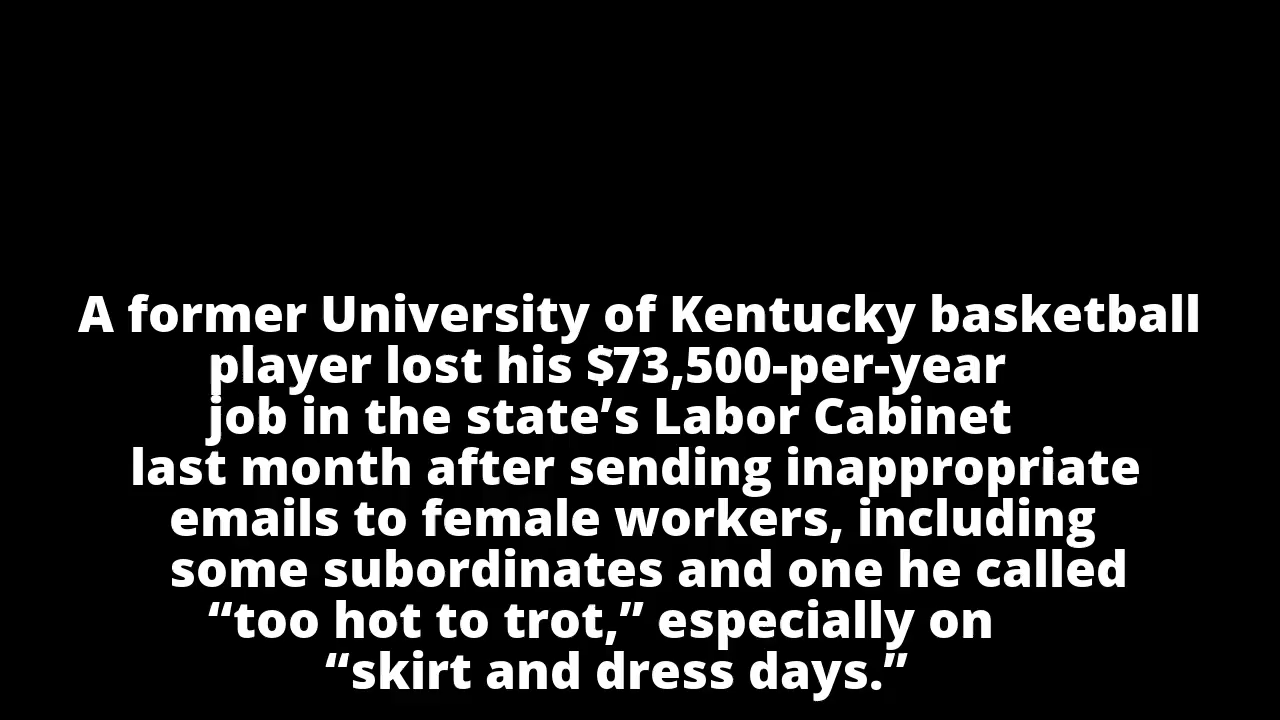 A former University of Kentucky basketball
player lost his $73,500-per-year
job in the state’s Labor Cabinet
last month after sending inappropriate
emails to female workers, including
some subordinates and one he called
“too hot to trot,” especially on
“skirt and dress days.”